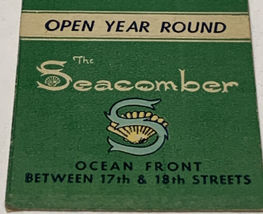 OPEN YEAR ROUND
The
Seacomber
S
OCEAN FRONT
BETWEEN 17th & 18th STREETS